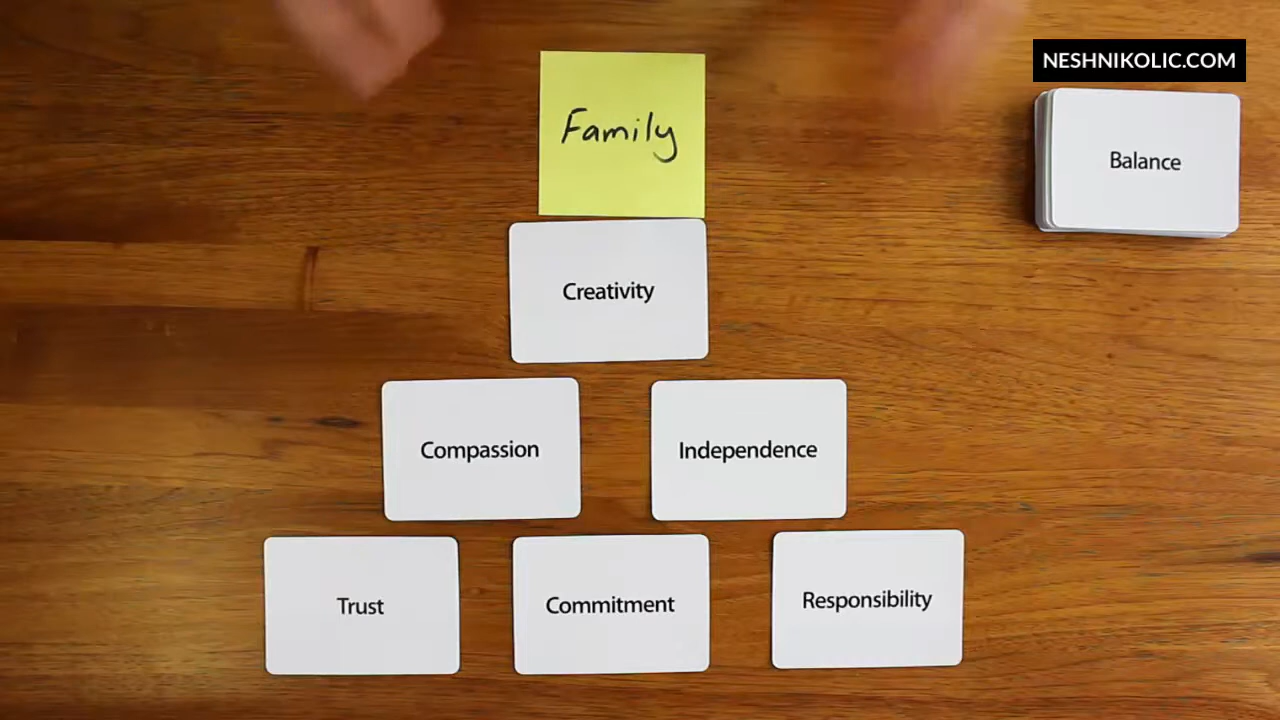 NESHNIKOLIC.COM
Family
Balance
Creativity
Compassion
Independence
Trust
Commitment
Responsibility